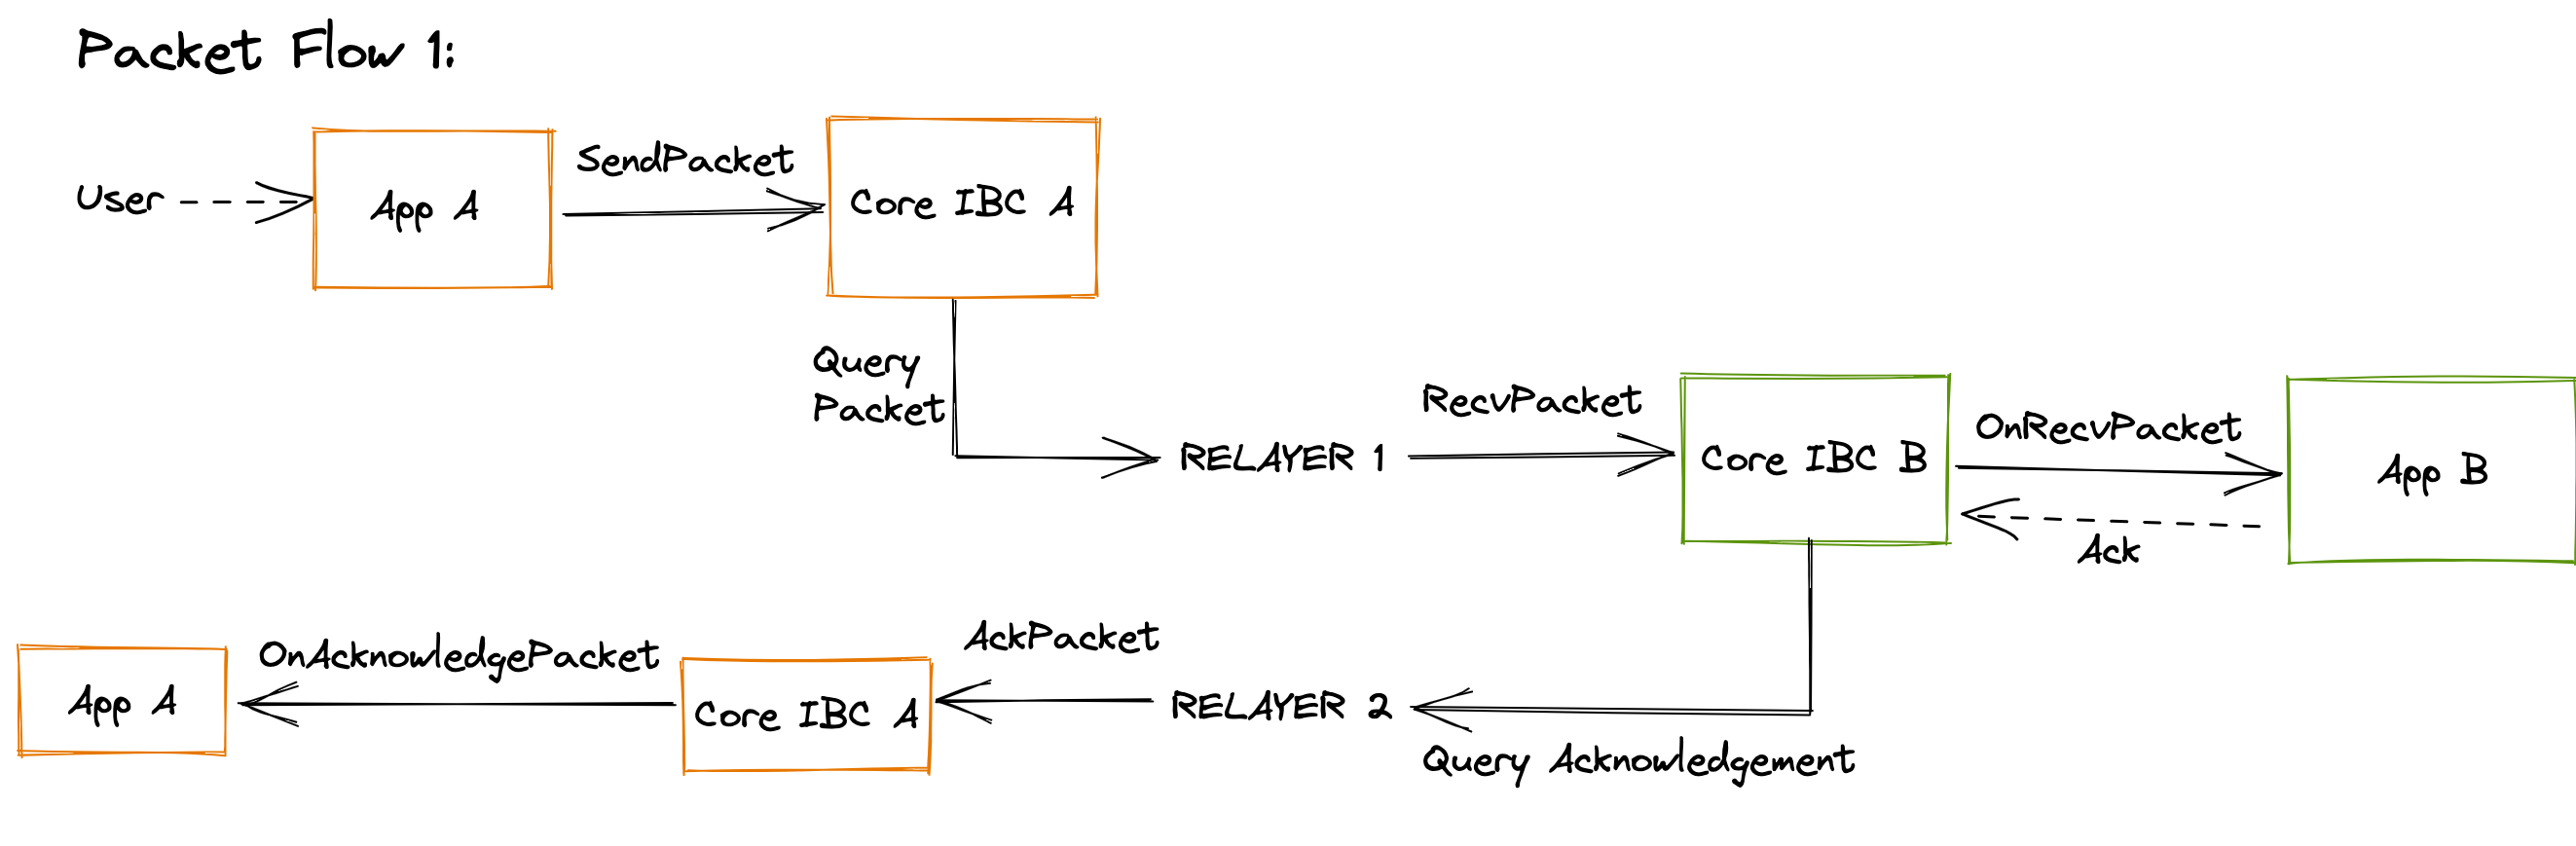 Packet Flow 1:
User
App A
SendPacket
Core IBC A
Query
Packet
RELAYER 1
RecvPacket
Core IBC B
OnRecvPacket
App B
Ack
Query Acknowledgement
RELAYER 2
AckPacket
Core IBC A
OnAcknowledgePacket
App A